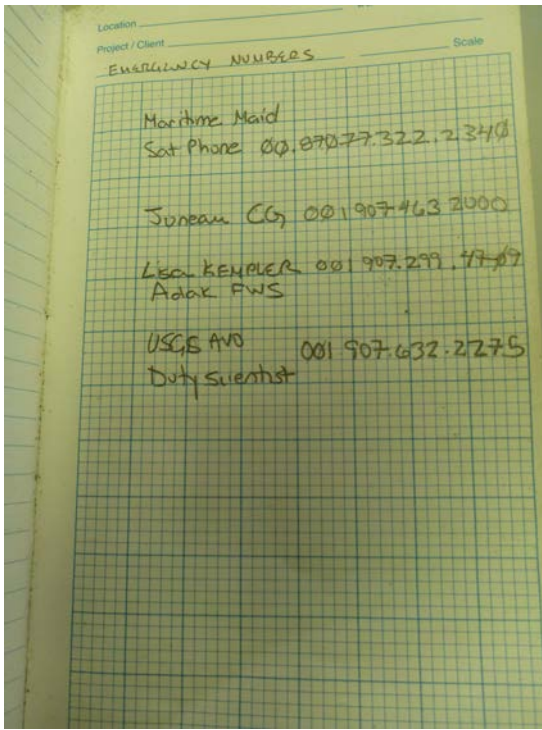 Location
Project / Client
Scale
EMERGENCY NUMBERS
Maritime Maid
Sat Phone 00.87077.322.2340
Juneau CG 001 907 463 2000
Lisa KEMPLER 001 907.299.4709
Adak FWS
USGS AVO 001 907.632.2275
Duty Scientist